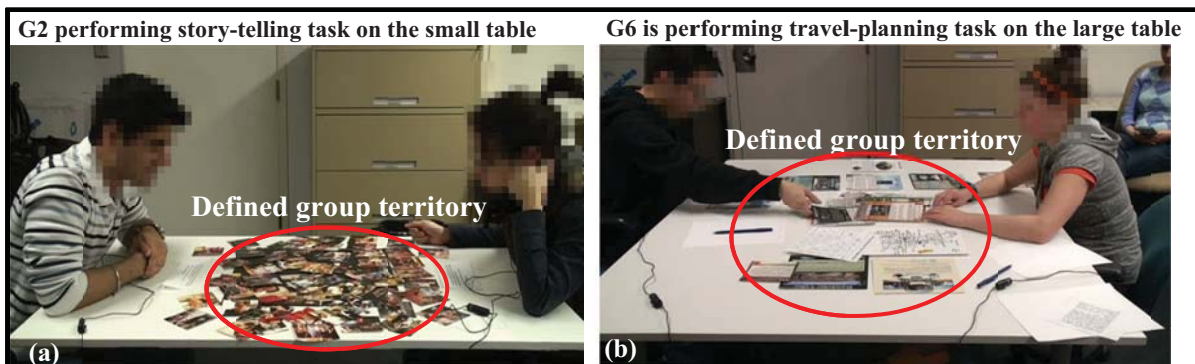 G2 performing story-telling task on the small table
G6 is performing travel-planning task on the large table
Defined group territory
Defined group territory
(a)
(b)